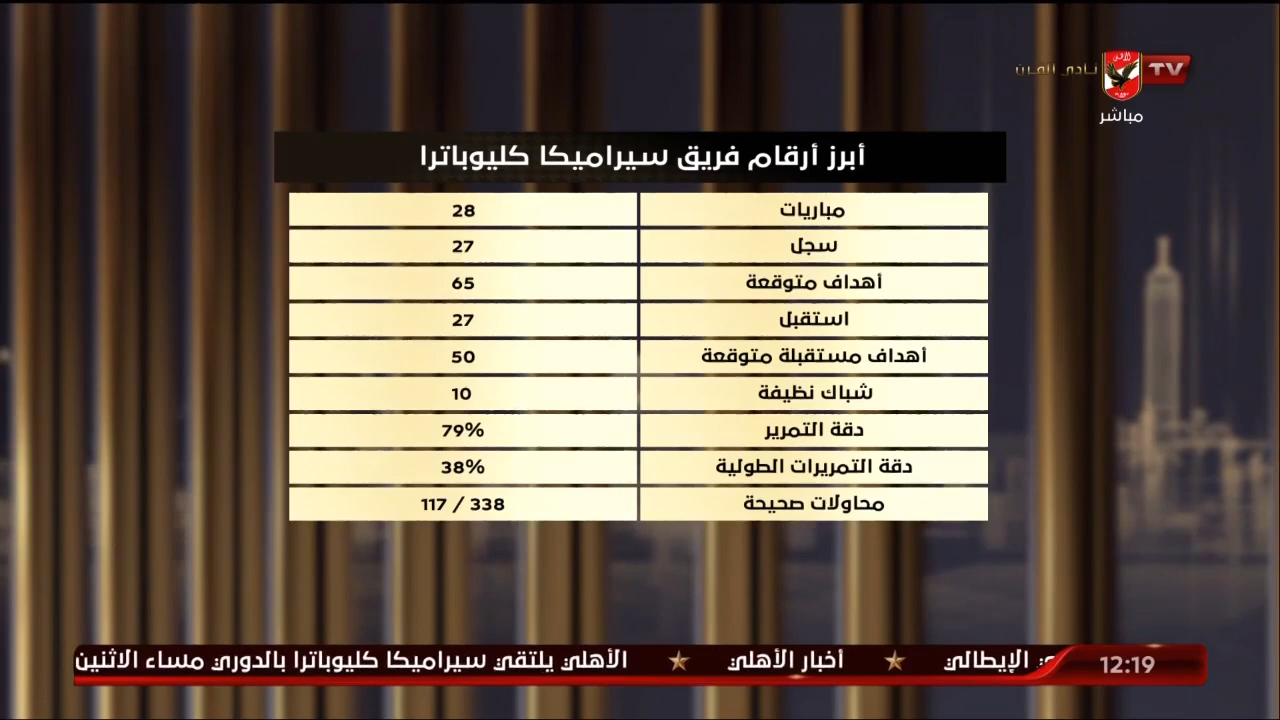 نادي القرن
TV
مباشر
أبرز أرقام فريق سيراميكا كليوباترا
مباريات 28
سجل 27
أهداف متوقعة 65
استقبل 27
أهداف مستقبلة متوقعة 50
شباك نظيفة 10
دقة التمرير 79%
دقة التمريرات الطولية 38%
محاولات صحيحة 117 / 338
12:19 الإيطالي أخبار الأهلي الأهلي يلتقي سيراميكا كليوباترا بالدوري مساء الاثنين